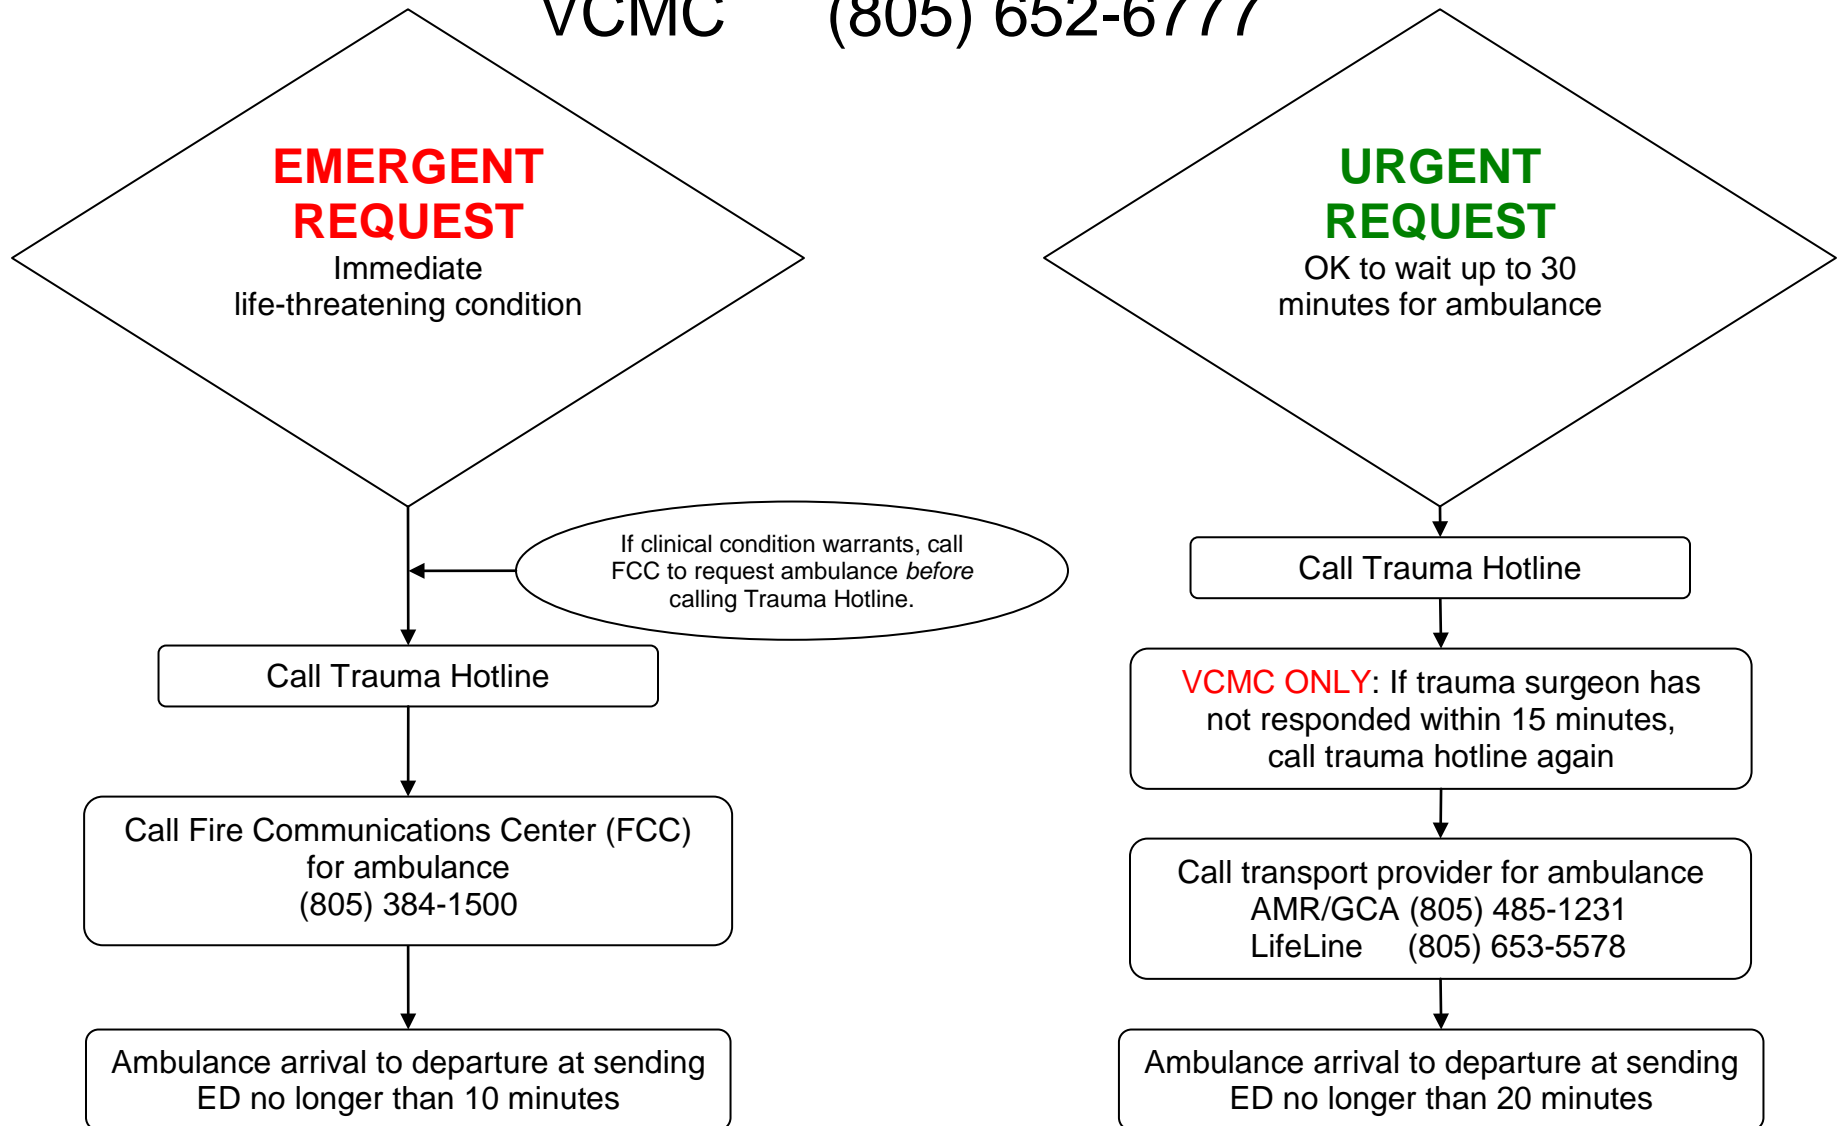 VCMC (805) 652-6777
EMERGENT
REQUEST
Immediate
life-threatening condition
URGENT
REQUEST
OK to wait up to 30
minutes for ambulance
If clinical condition warrants, call
FCC to request ambulance before
calling Trauma Hotline.
Call Trauma Hotline
Call Fire Communications Center (FCC)
for ambulance
(805) 384-1500
Ambulance arrival to departure at sending
ED no longer than 10 minutes
Call Trauma Hotline
VCMC ONLY: If trauma surgeon has
not responded within 15 minutes,
call trauma hotline again
Call transport provider for ambulance
AMR/GCA (805) 485-1231
LifeLine (805) 653-5578
Ambulance arrival to departure at sending
ED no longer than 20 minutes